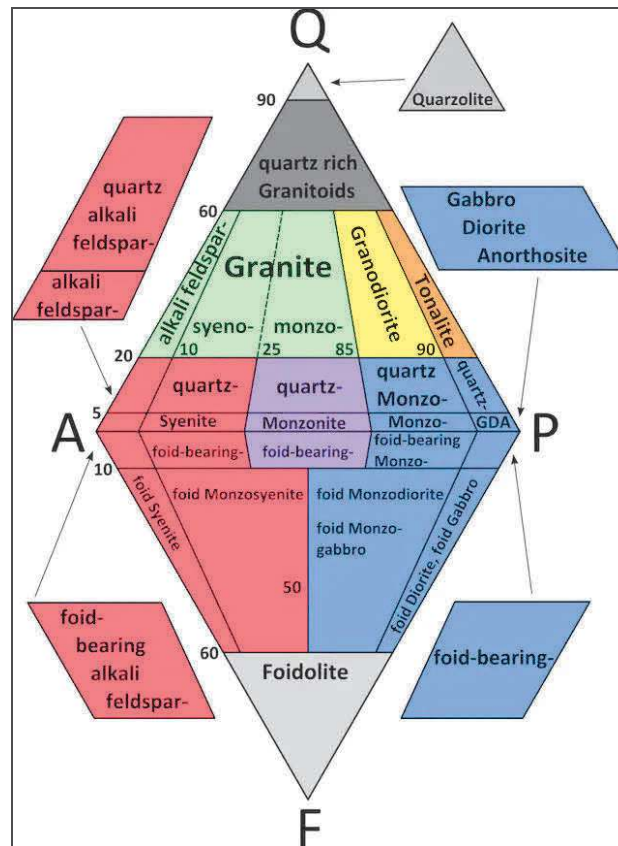 Q
Quarzolite
90
quartz rich
Granitoids
60
quartz
alkali
feldspar-
alkali
feldspar-
Gabbro
Diorite
Anorthosite
alkali feldspar-
Granite
Granodiorite
Tonalite
syeno-
monzo-
20
10
25
85
90
quartz-
quartz-
quartz
Monzo-
quartz-
5
A
Syenite
Monzonite
Monzo-
GDA
P
foid-bearing-
foid-bearing-
foid-bearing
Monzo-
10
foid Syenite
foid Monzosyenite
foid Monzodiorite
foid Monzo-
gabbro
foid Diorite, foid Gabbro
50
foid-
bearing
alkali
feldspar-
foid-bearing-
60
Foidolite
F